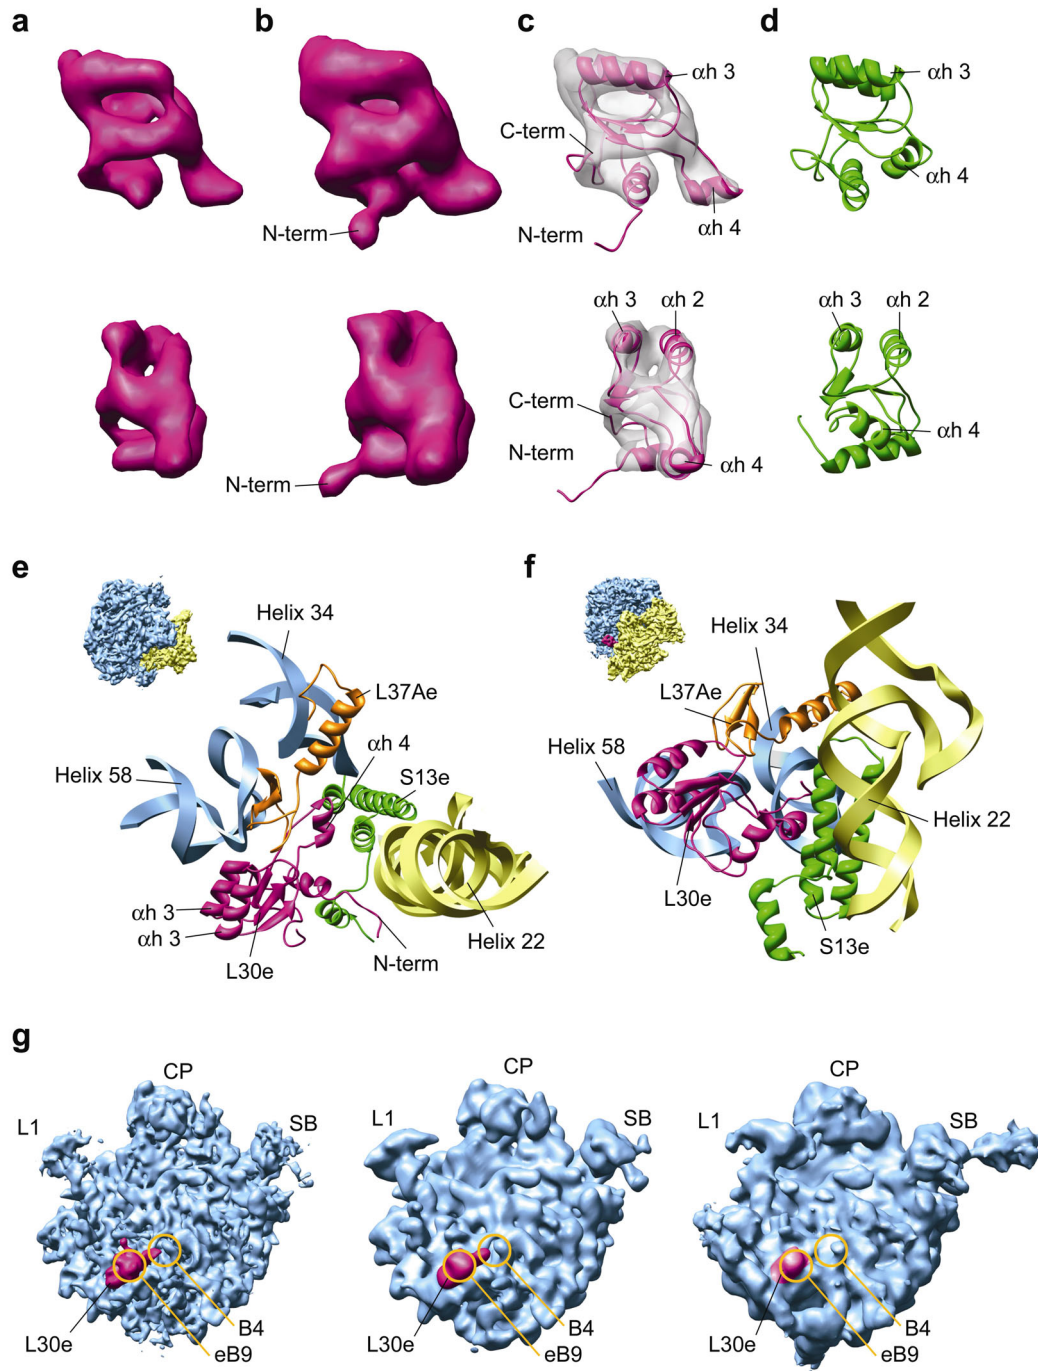 a
b
c
d
αh 3
αh 3
C-term
αh 4
N-term
N-term
αh 4
αh 3
αh 2
αh 3
αh 2
C-term
αh 4
N-term
αh 4
N-term
e
f
Helix 34
Helix 34
L37Ae
L37Ae
αh 4
Helix 58
S13e
Helix 58
Helix 22
αh 3
αh 3
L30e
N-term
Helix 22
L30e
S13e
g
CP
CP
CP
L1
SB
L1
SB
L1
SB
L30e
B4
eB9
L30e
B4
eB9
L30e
B4
eB9